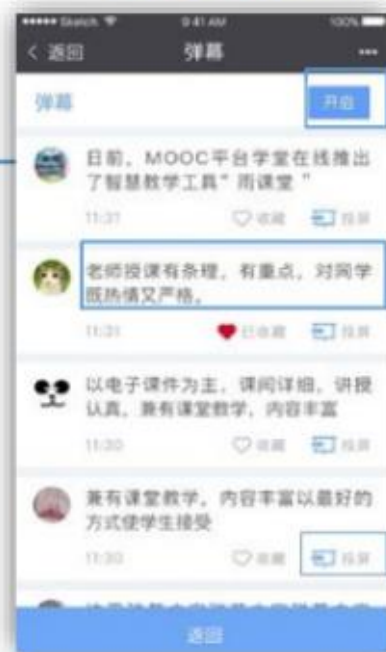 Sketch 9:41 AM 100%
返回 弹幕
弹幕 开启
日前,MOOC平台学堂在线推出
了智慧教学工具"雨课堂"
11:31 收藏 投屏
老师授课有条理,有重点,对同学
既热情又严格。
11:31 已收藏 投屏
以电子课件为主,课间详细,讲授
认真。兼有课堂教学,内容丰富
11:30 收藏 投屏
兼有课堂教学,内容丰富以最好的
方式使学生接受
11:30 收藏 投屏
返回